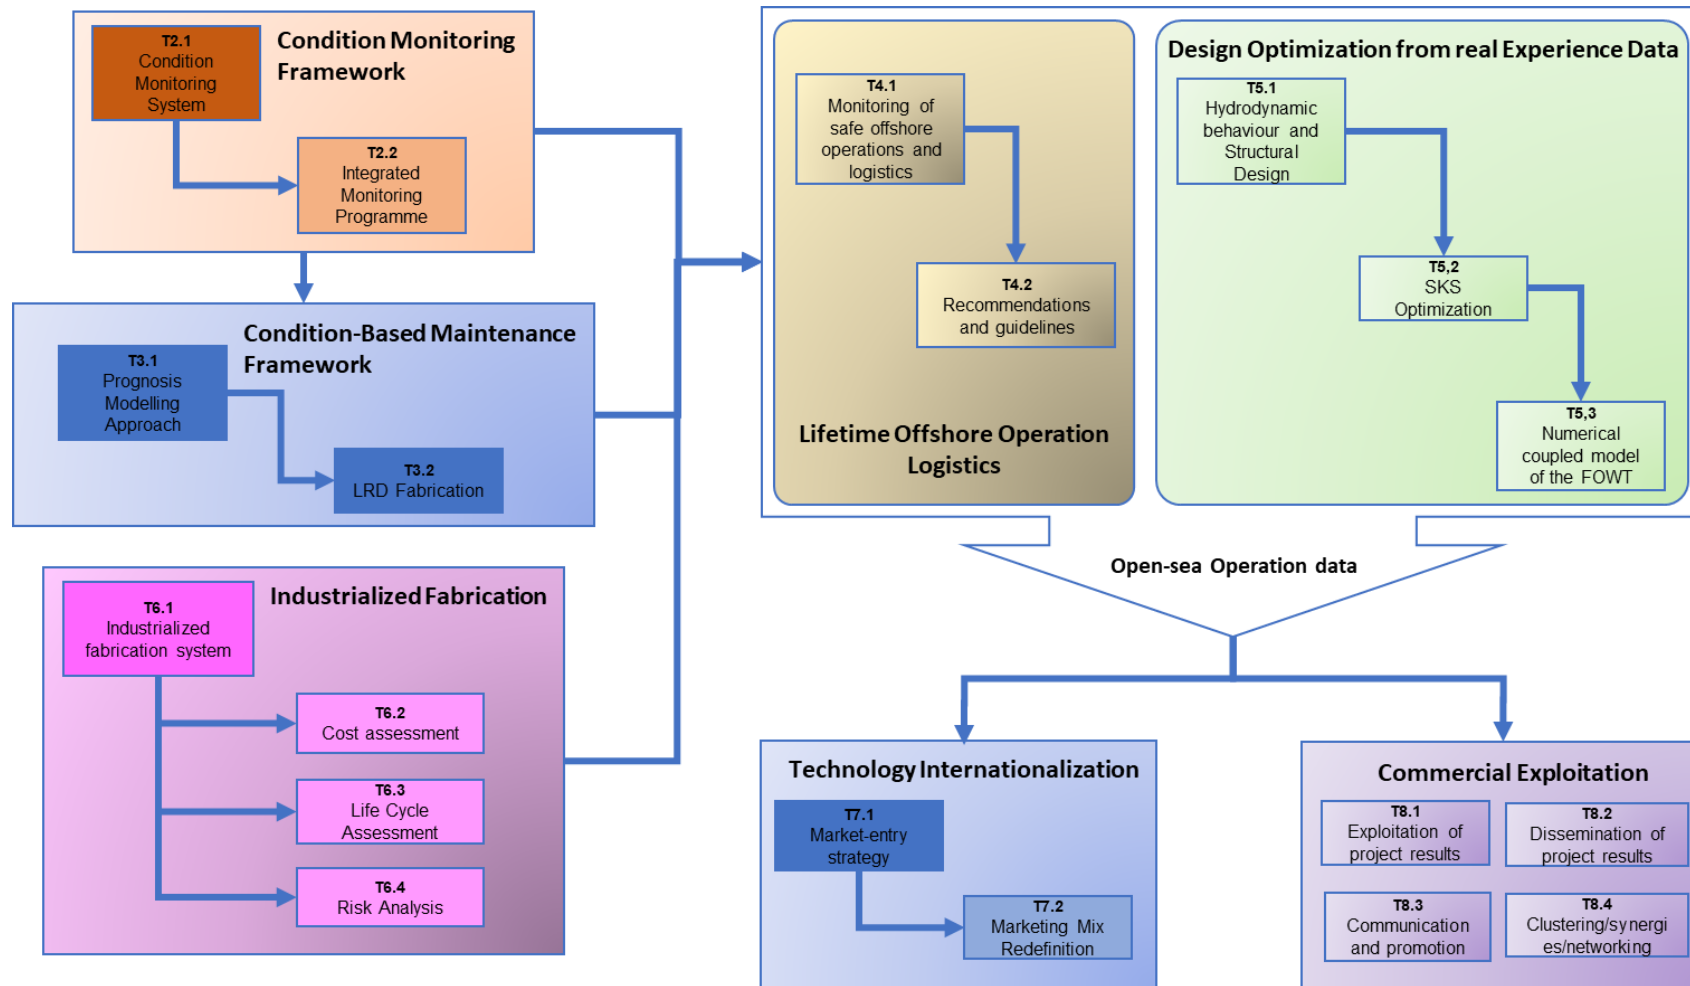 Condition Monitoring
Framework
T2.1
Condition
Monitoring
System
T2.2
Integrated
Monitoring
Programme
Condition-Based Maintenance
Framework
T3.1
Prognosis
Modelling
Approach
T3.2
LRD Fabrication
Industrialized Fabrication
T6.1
Industrialized
fabrication system
T6.2
Cost assessment
T6.3
Life Cycle
Assessment
T6.4
Risk Analysis
T4.1
Monitoring of
safe offshore
operations and
logistics
T4.2
Recommendations
and guidelines
Lifetime Offshore Operation
Logistics
Design Optimization from real Experience Data
T5.1
Hydrodynamic
behaviour and
Structural
Design
T5,2
SKS
Optimization
T5,3
Numerical
coupled model
of the FOWT
Open-sea Operation data
Technology Internationalization
T7.1
Market-entry
strategy
T7.2
Marketing Mix
Redefinition
Commercial Exploitation
T8.1
Exploitation of
project results
T8.2
Dissemination of
project results
T8.3
Communication
and promotion
T8.4
Clustering/synergi
es/networking